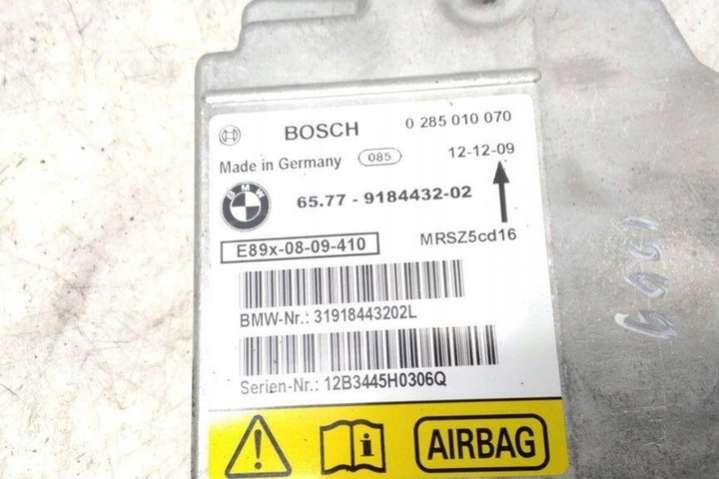 BOSCH 0 285 010 070
Made in Germany 085 12-12-09
BMW 65.77 - 9184432-02
E89x-08-09-410 MRSZ5cd16
BMW-Nr.: 31918443202L
Serien-Nr.: 12B3445H0306Q
AIRBAG